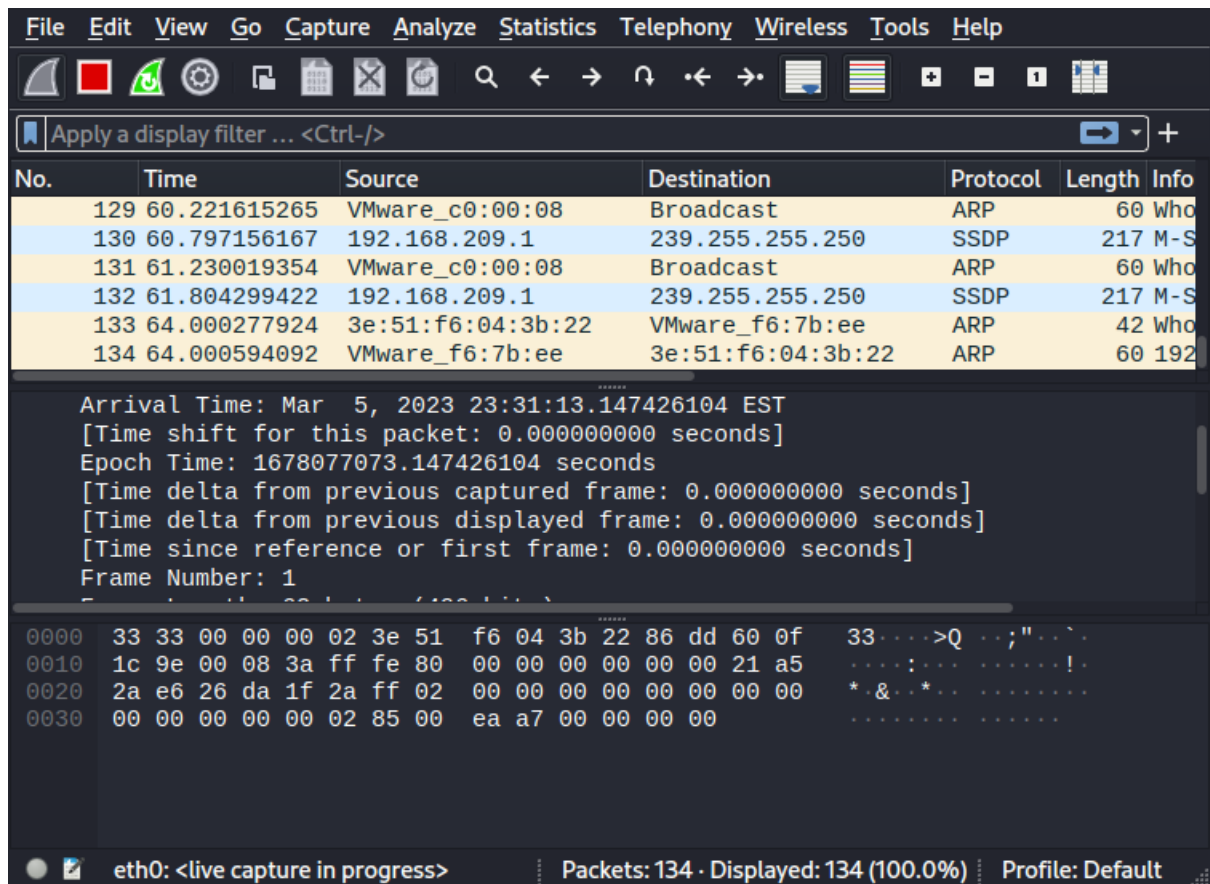 File Edit View Go Capture Analyze Statistics Telephony Wireless Tools Help
Apply a display filter ... <Ctrl-/>
No. Time Source Destination Protocol Length Info
129 60.221615265 VMware_c0:00:08 Broadcast ARP 60 Who
130 60.797156167 192.168.209.1 239.255.255.250 SSDP 217 M-S
131 61.230019354 VMware_c0:00:08 Broadcast ARP 60 Who
132 61.804299422 192.168.209.1 239.255.255.250 SSDP 217 M-S
133 64.000277924 3e:51:f6:04:3b:22 VMware_f6:7b:ee ARP 42 Who
134 64.000594092 VMware_f6:7b:ee 3e:51:f6:04:3b:22 ARP 60 192
Arrival Time: Mar  5, 2023 23:31:13.147426104 EST
[Time shift for this packet: 0.000000000 seconds]
Epoch Time: 1678077073.147426104 seconds
[Time delta from previous captured frame: 0.000000000 seconds]
[Time delta from previous displayed frame: 0.000000000 seconds]
[Time since reference or first frame: 0.000000000 seconds]
Frame Number: 1
0000 33 33 00 00 00 02 3e 51 f6 04 3b 22 86 dd 60 0f 33····>Q ··;"··`·
0010 1c 9e 00 08 3a ff fe 80 00 00 00 00 00 00 21 a5 ····:··· ······!·
0020 2a e6 26 da 1f 2a ff 02 00 00 00 00 00 00 00 00 *·&··*·· ········
0030 00 00 00 00 00 02 85 00 ea a7 00 00 00 00 ········ ······
eth0: <live capture in progress> Packets: 134 · Displayed: 134 (100.0%) Profile: Default